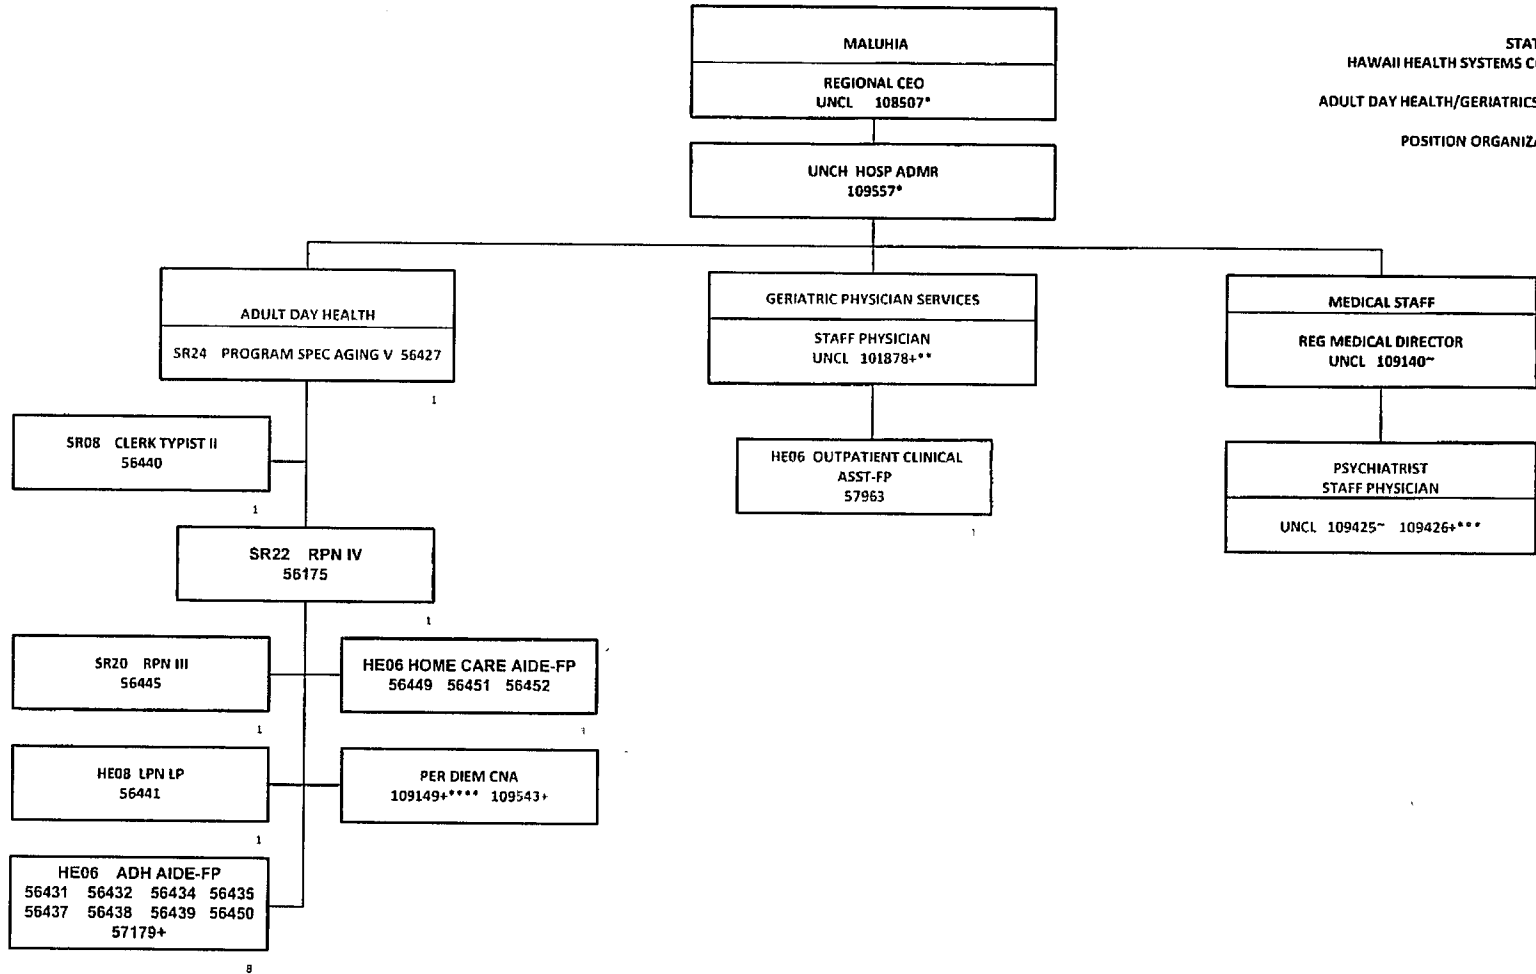 MALUHIA
REGIONAL CEO
UNCL 108507*
STAT
HAWAII HEALTH SYSTEMS C
ADULT DAY HEALTH/GERIATRICS
POSITION ORGANIZA
UNCH HOSP ADMR
109557*
ADULT DAY HEALTH
SR24 PROGRAM SPEC AGING V 56427
1
GERIATRIC PHYSICIAN SERVICES
STAFF PHYSICIAN
UNCL 101878+**
MEDICAL STAFF
REG MEDICAL DIRECTOR
UNCL 109140~
SR08 CLERK TYPIST II
56440
1
HE06 OUTPATIENT CLINICAL
ASST-FP
57963
1
PSYCHIATRIST
STAFF PHYSICIAN
UNCL 109425~ 109426+***
SR22 RPN IV
56175
1
SR20 RPN III
56445
1
HE06 HOME CARE AIDE-FP
56449 56451 56452
HE08 LPN LP
56441
1
PER DIEM CNA
109149+**** 109543+
HE06 ADH AIDE-FP
56431 56432 56434 56435
56437 56438 56439 56450
57179+
8